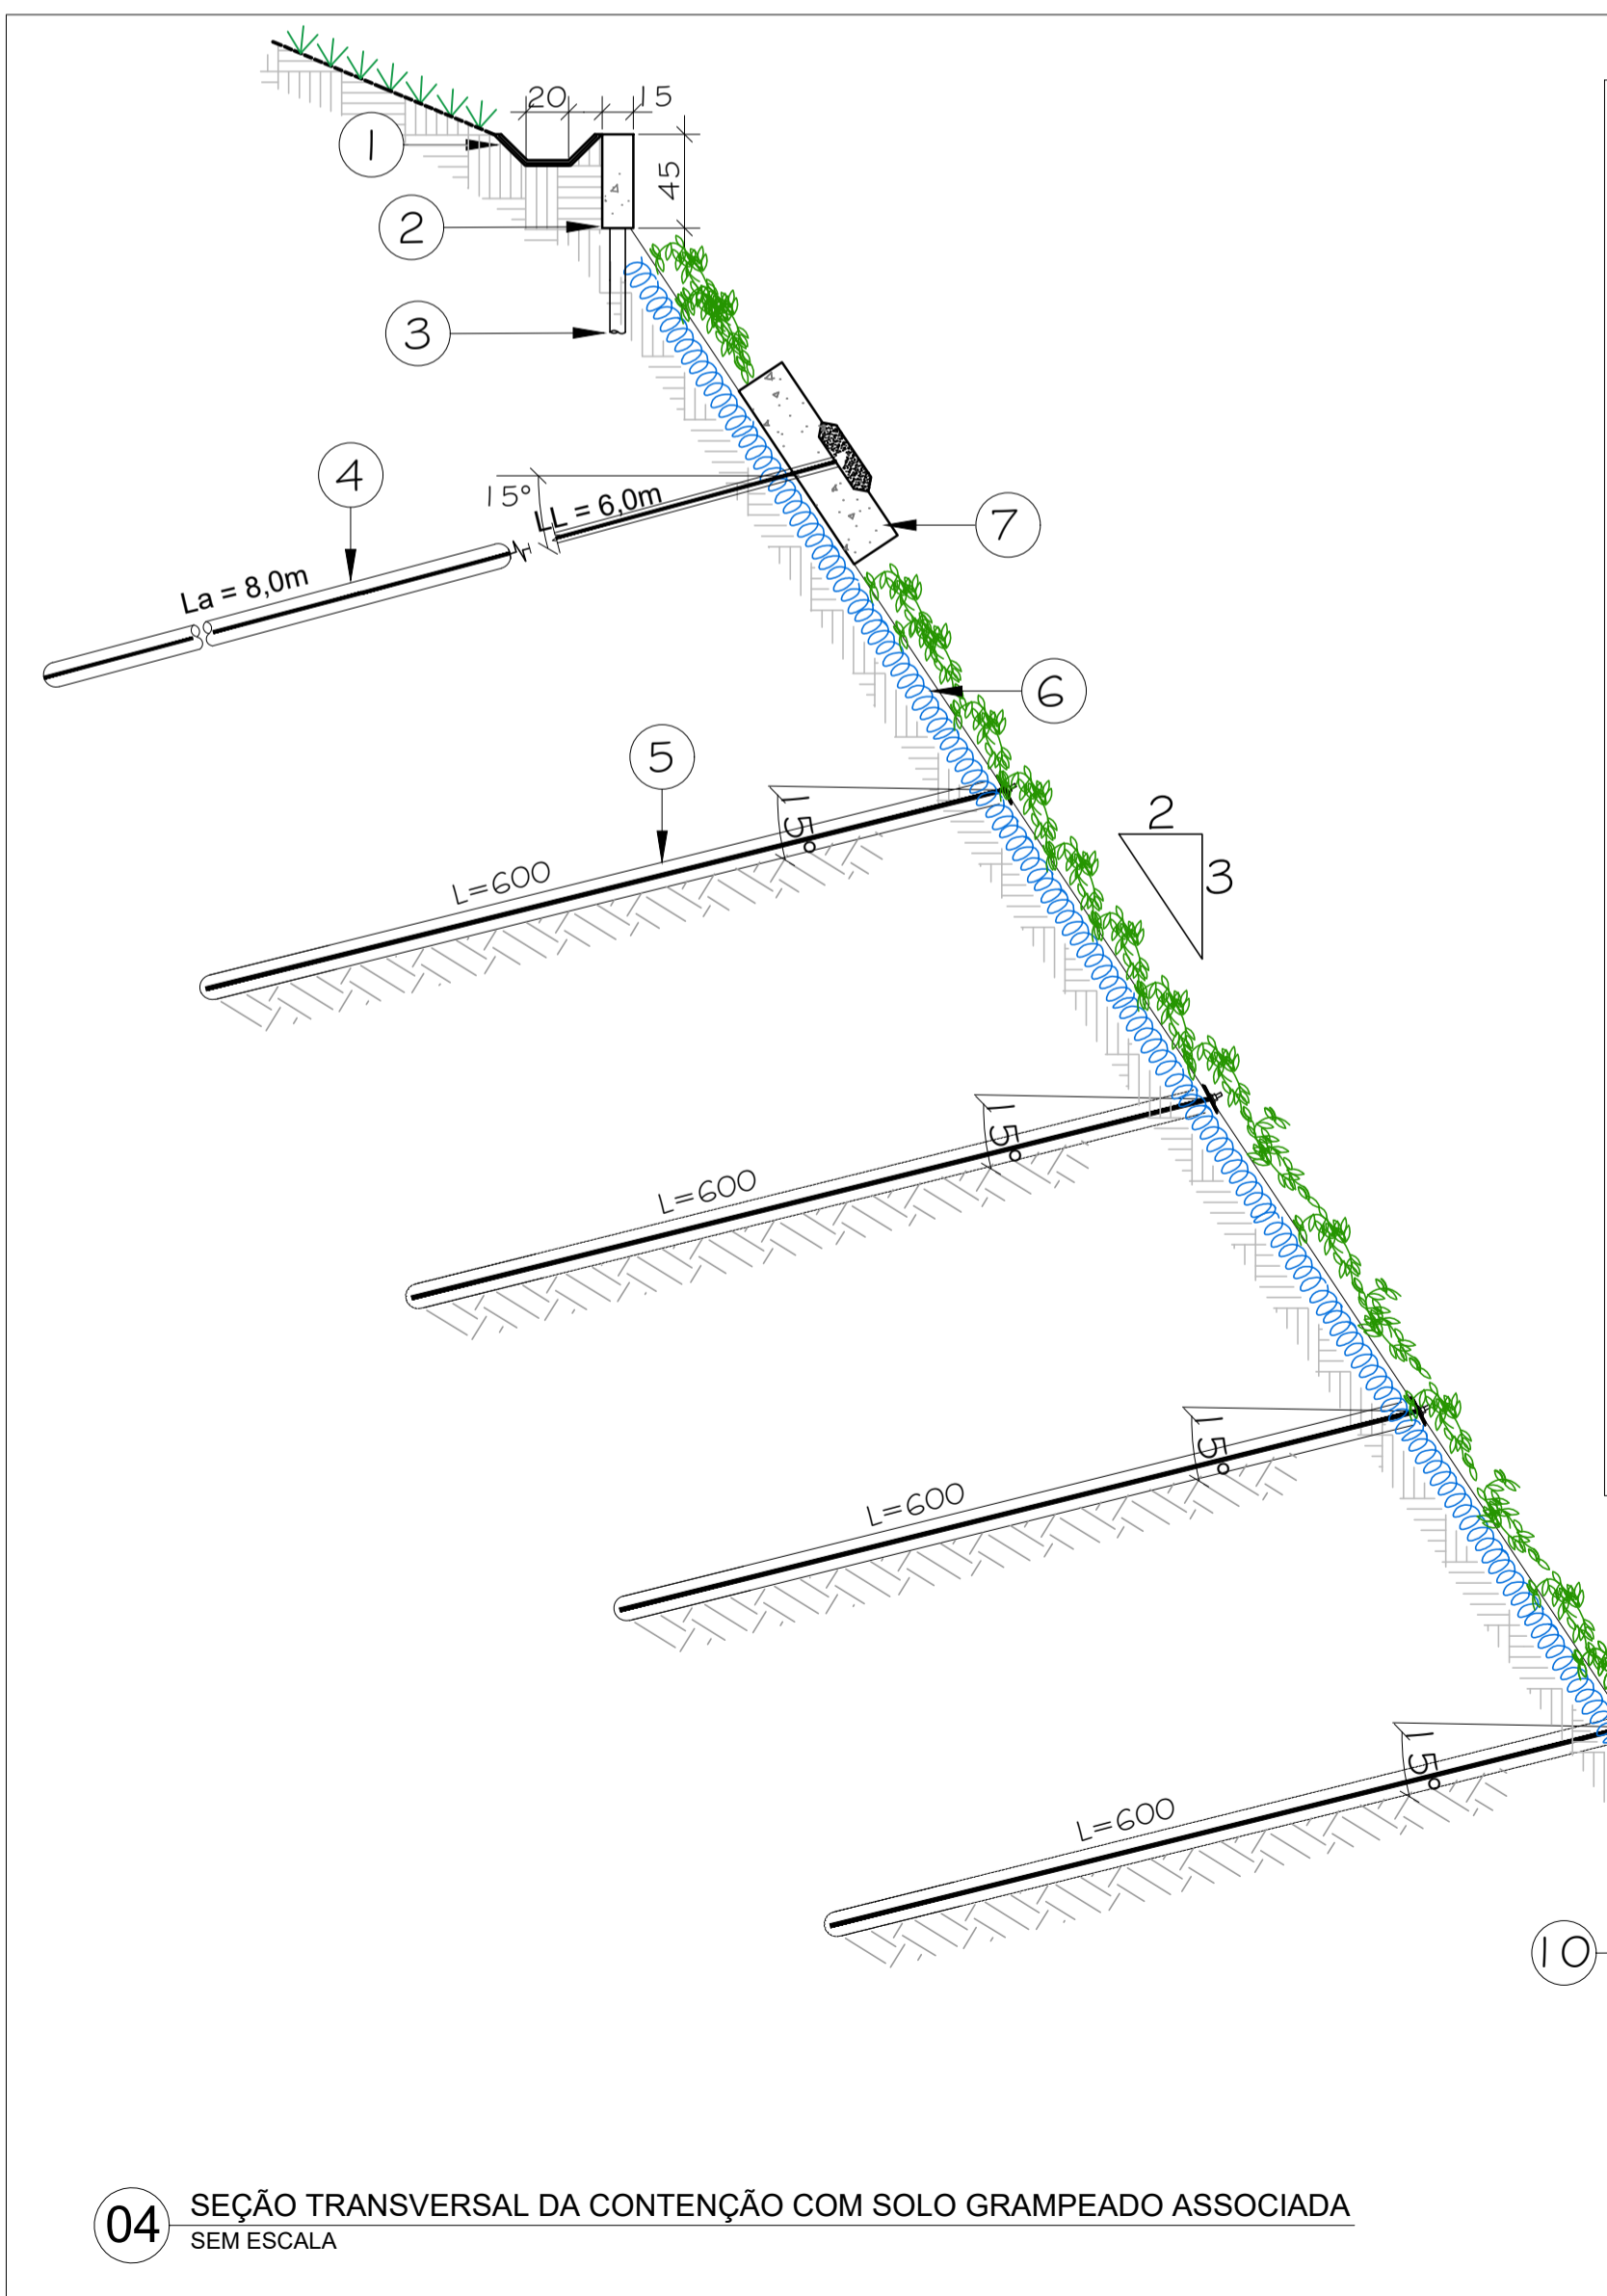 20
15
1
45
2
3
4
15°
LL = 6,0m
7
La = 8,0m
6
5
15°
2
3
L=600
15°
L=600
15°
L=600
15°
L=600
10
04
SEÇÃO TRANSVERSAL DA CONTENÇÃO COM SOLO GRAMPEADO ASSOCIADA
SEM ESCALA